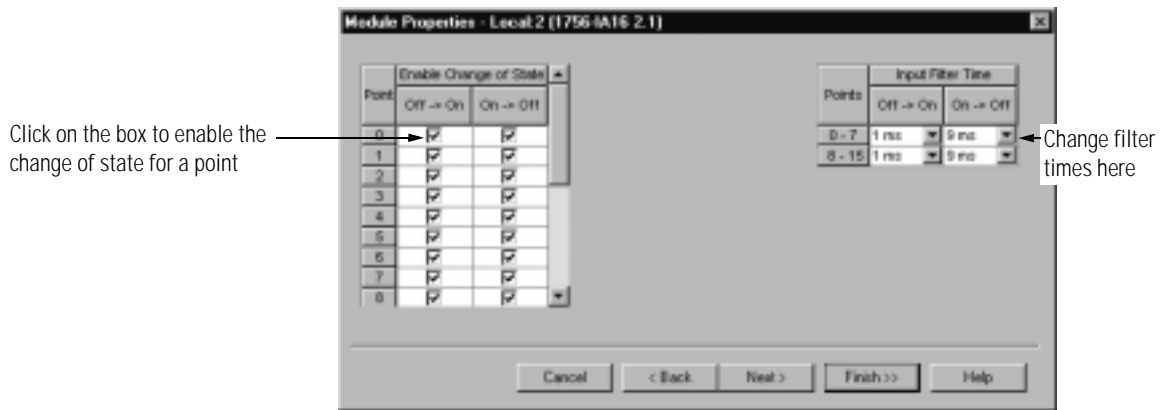 Module Properties - Local:2 (1756-IA16 2.1)
Enable Change of State
Point
Off -> On
On -> Off
0
1
2
3
4
5
6
7
8
Input Filter Time
Points
Off -> On
On -> Off
0 - 7
1 ms
9 ms
8 - 15
1 ms
9 ms
Click on the box to enable the
change of state for a point
Change filter
times here
Cancel
< Back
Next >
Finish >>
Help